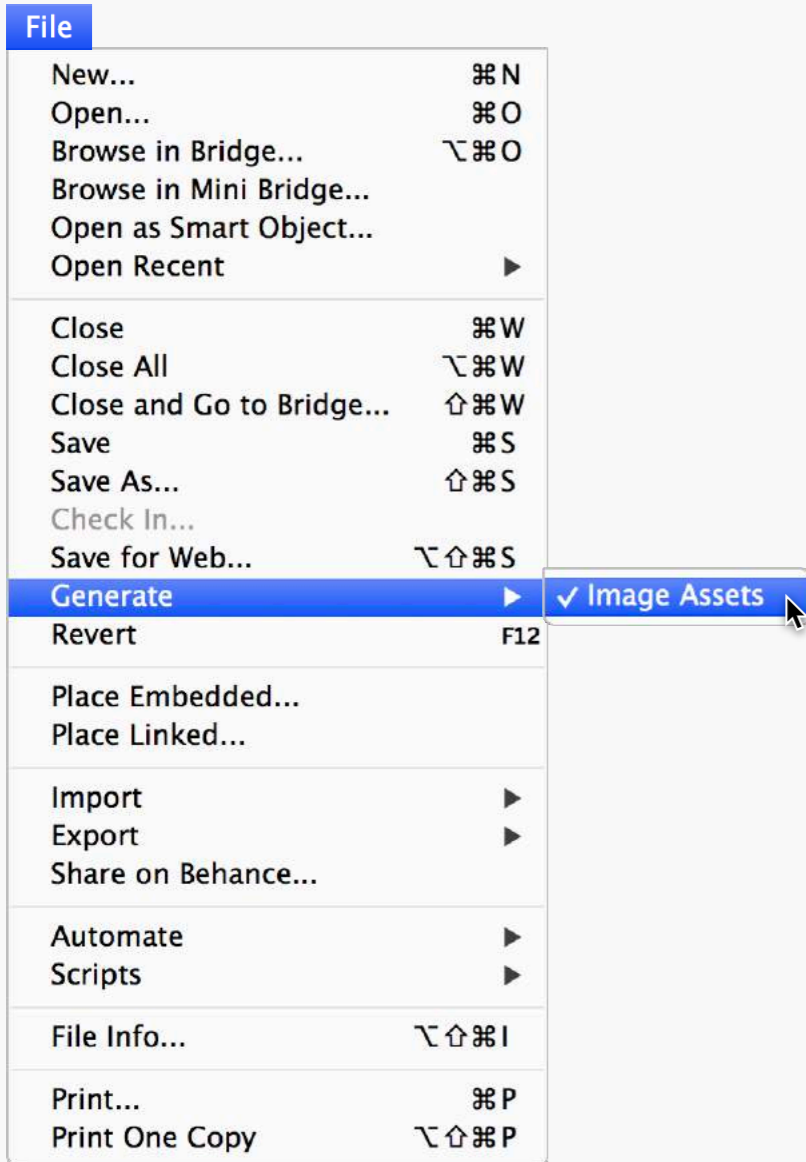 File
New... ⌘N
Open... ⌘O
Browse in Bridge... ⌥⌘O
Browse in Mini Bridge...
Open as Smart Object...
Open Recent ▶
Close ⌘W
Close All ⌥⌘W
Close and Go to Bridge... ⇧⌘W
Save ⌘S
Save As... ⇧⌘S
Check In...
Save for Web... ⌥⇧⌘S
Generate ▶ ✓ Image Assets
Revert F12
Place Embedded...
Place Linked...
Import ▶
Export ▶
Share on Behance...
Automate ▶
Scripts ▶
File Info... ⌥⇧⌘I
Print... ⌘P
Print One Copy ⌥⇧⌘P